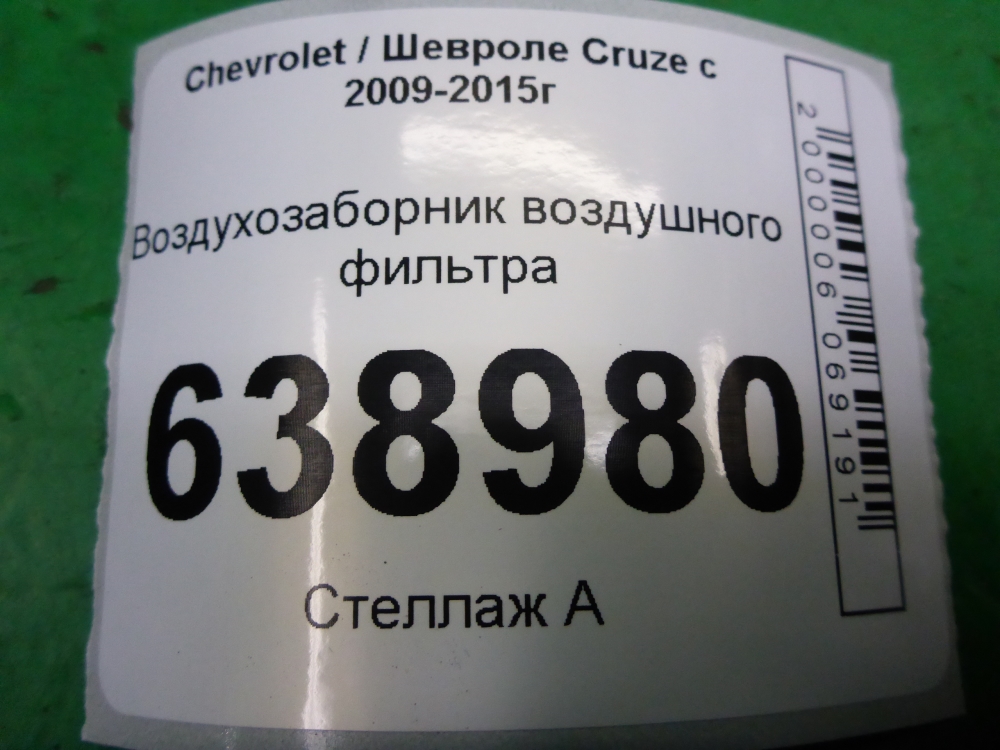 Chevrolet / Шевроле Cruze с
2009-2015г
Воздухозаборник воздушного
фильтра
638980
Стеллаж А
2000006069191